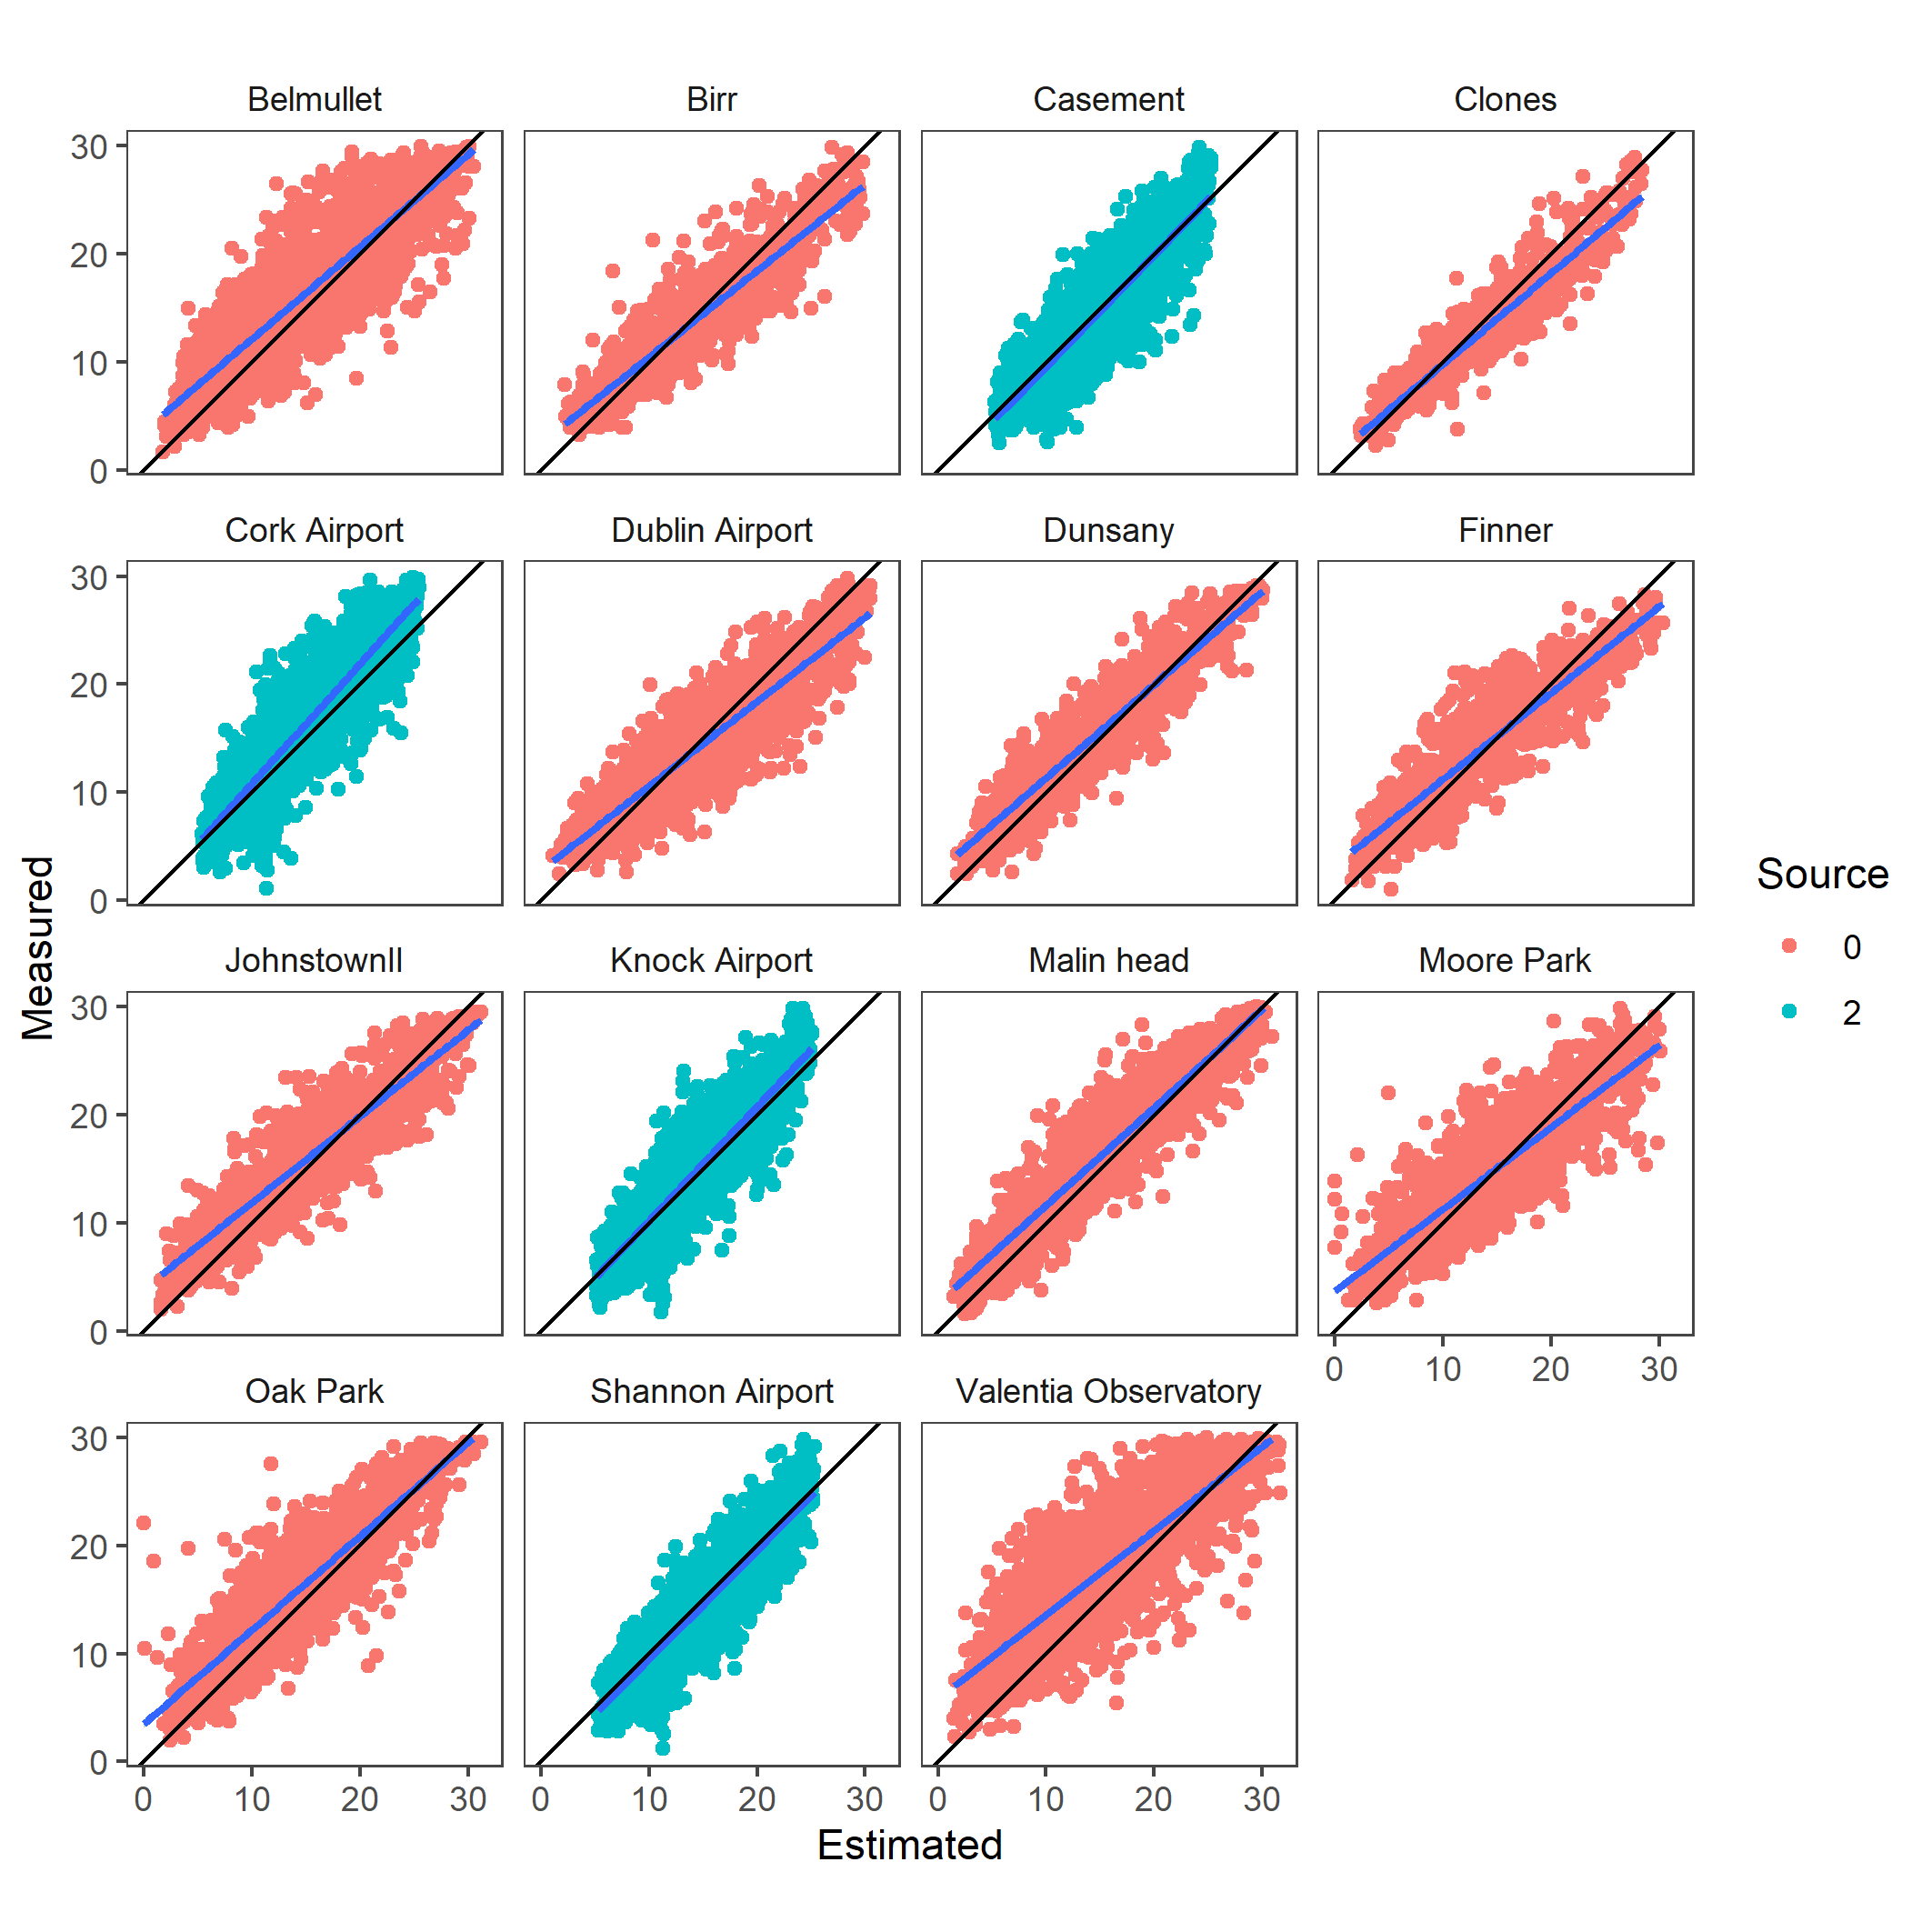 Belmullet Birr Casement Clones
30
20
10
0
Cork Airport Dublin Airport Dunsany Finner
30
20
10
0
Measured
Source
0
2
JohnstownII Knock Airport Malin head Moore Park
30
20
10
0
0 10 20 30
Oak Park Shannon Airport Valentia Observatory
30
20
10
0
0 10 20 30 0 10 20 30 0 10 20 30
Estimated